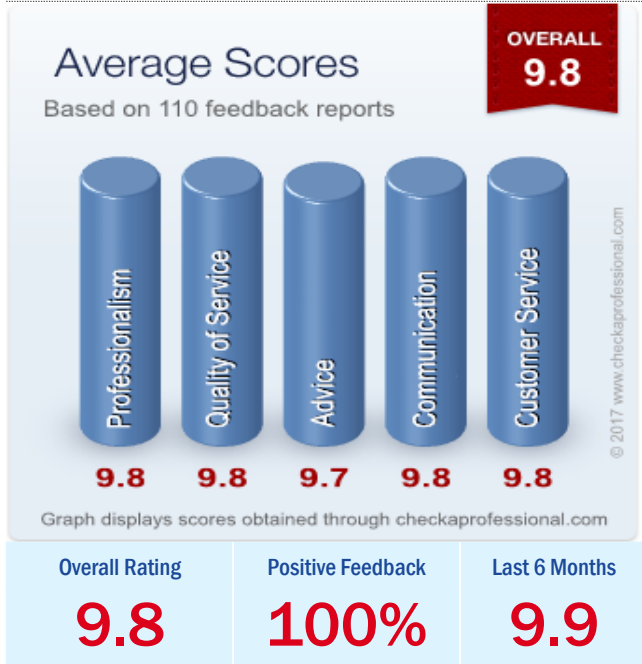 OVERALL
9.8
Average Scores
Based on 110 feedback reports
Professionalism
Quality of Service
Advice
Communication
Customer Service
© 2017 www.checkaprofessional.com
9.8 9.8 9.7 9.8 9.8
Graph displays scores obtained through checkaprofessional.com
Overall Rating Positive Feedback Last 6 Months
9.8 100% 9.9